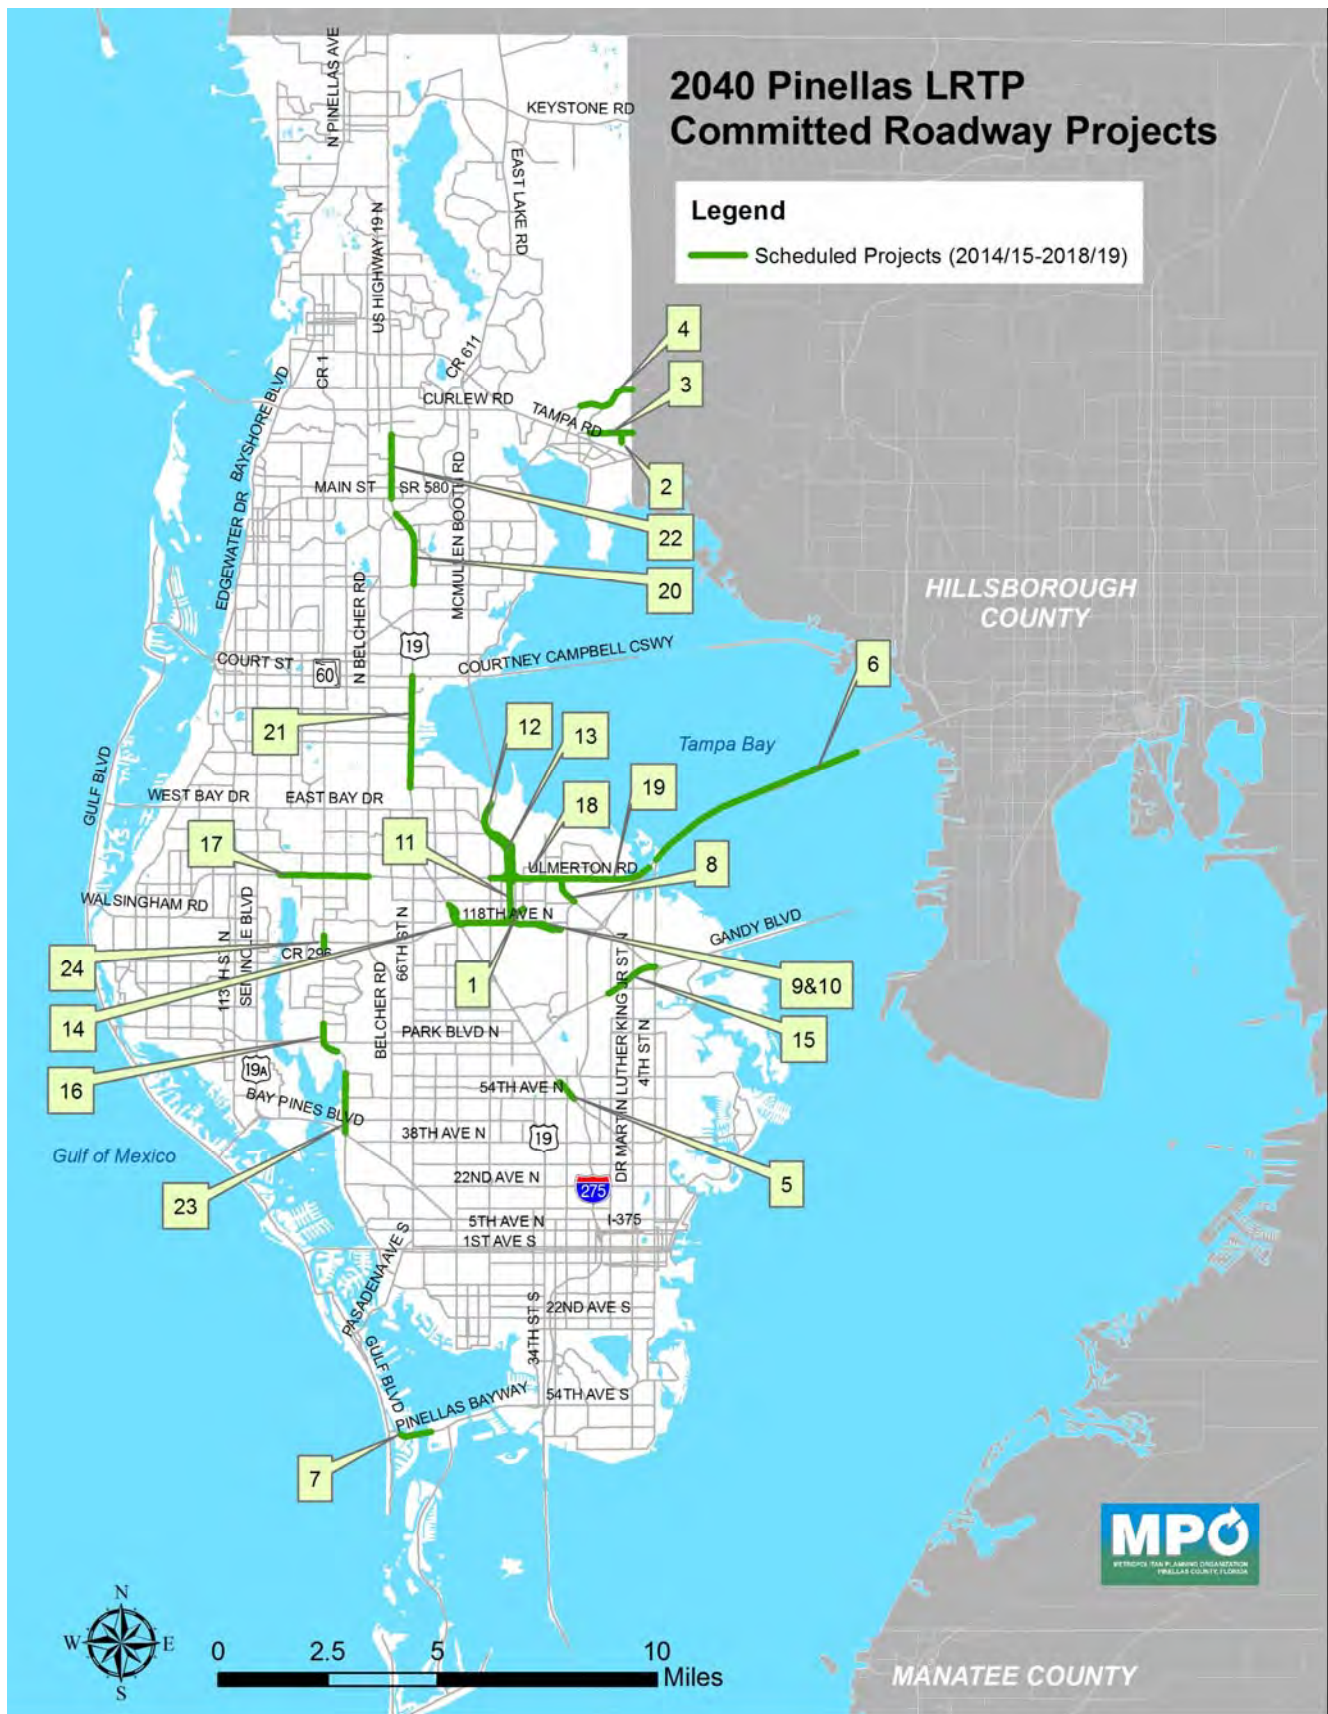 2040 Pinellas LRTP
Committed Roadway Projects
Legend
Scheduled Projects (2014/15-2018/19)
N PINELLAS AVE
KEYSTONE RD
EAST LAKE RD
US HIGHWAY 19 N
4
3
CR 611
CR 1
CURLEW RD
TAMPA RD
BAYSHORE BLVD
2
MAIN ST
SR 580
MCMULLEN BOOTH RD
22
20
EDGEWATER DR
N BELCHER RD
HILLSBOROUGH
COUNTY
19
COURTNEY CAMPBELL CSWY
COURT ST
60
6
21
12
13
Tampa Bay
GULF BLVD
WEST BAY DR
EAST BAY DR
18
19
11
17
ULMERTON RD
8
WALSINGHAM RD
118TH AVE N
GANDY BLVD
113TH ST N
SEMINOLE BLVD
CR 296
66TH ST N
24
1
9&10
14
BELCHER RD
PARK BLVD N
DR MARTIN LUTHER KING JR ST N
4TH ST N
15
19A
16
54TH AVE N
BAY PINES BLVD
38TH AVE N
19
Gulf of Mexico
22ND AVE N
275
5
23
5TH AVE N
I-375
1ST AVE S
PASADENA AVE S
22ND AVE S
34TH ST S
GULF BLVD
54TH AVE S
PINELLAS BAYWAY
7
MPO
METROPOLITAN PLANNING ORGANIZATION
PINELLAS COUNTY, FLORIDA
N
W
E
S
0
2.5
5
10
Miles
MANATEE COUNTY